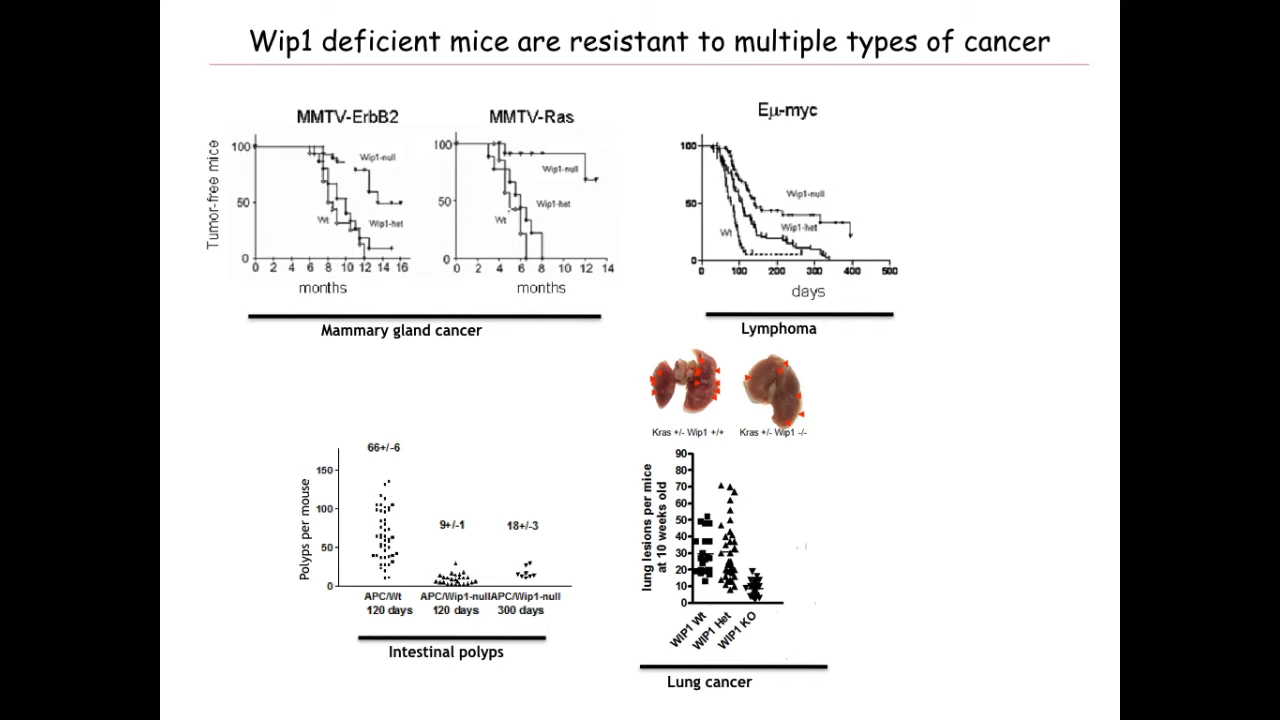 Wip1 deficient mice are resistant to multiple types of cancer
MMTV-ErbB2
Tumor-free mice
100
50
0
Wip1-null
Wt
Wip1-het
0 2 4 6 8 10 12 14 16
months
MMTV-Ras
100
50
0
Wip1-null
Wip1-het
Wt
0 2 4 6 8 10 12 14
months
Mammary gland cancer
Eμ-myc
100
50
0
Wip1-null
Wip1-het
Wt
0 100 200 300 400 500
days
Lymphoma
Polyps per mouse
150
100
50
0
66+/-6
9+/-1
18+/-3
APC/Wt
120 days
APC/Wip1-null
120 days
APC/Wip1-null
300 days
Intestinal polyps
Kras +/- Wip1 +/+
Kras +/- Wip1 -/-
lung lesions per mice
at 10 weeks old
90
80
70
60
50
40
30
20
10
0
WIP1 Wt
WIP1 Het
WIP1 KO
Lung cancer